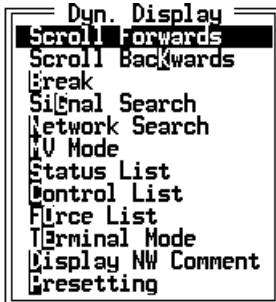 Dyn. Display
Scroll Forwards
Scroll Backwards
Break
Signal Search
Network Search
MV Mode
Status List
Control List
Force List
Terminal Mode
Display NW Comment
Presetting